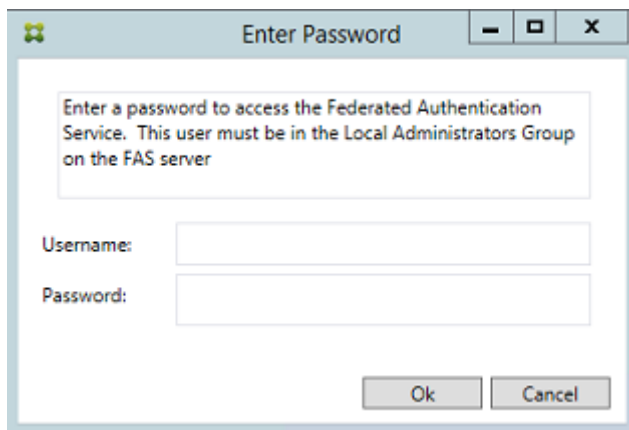 Enter Password
Enter a password to access the Federated Authentication
Service. This user must be in the Local Administrators Group
on the FAS server
Username:
Password:
Ok
Cancel